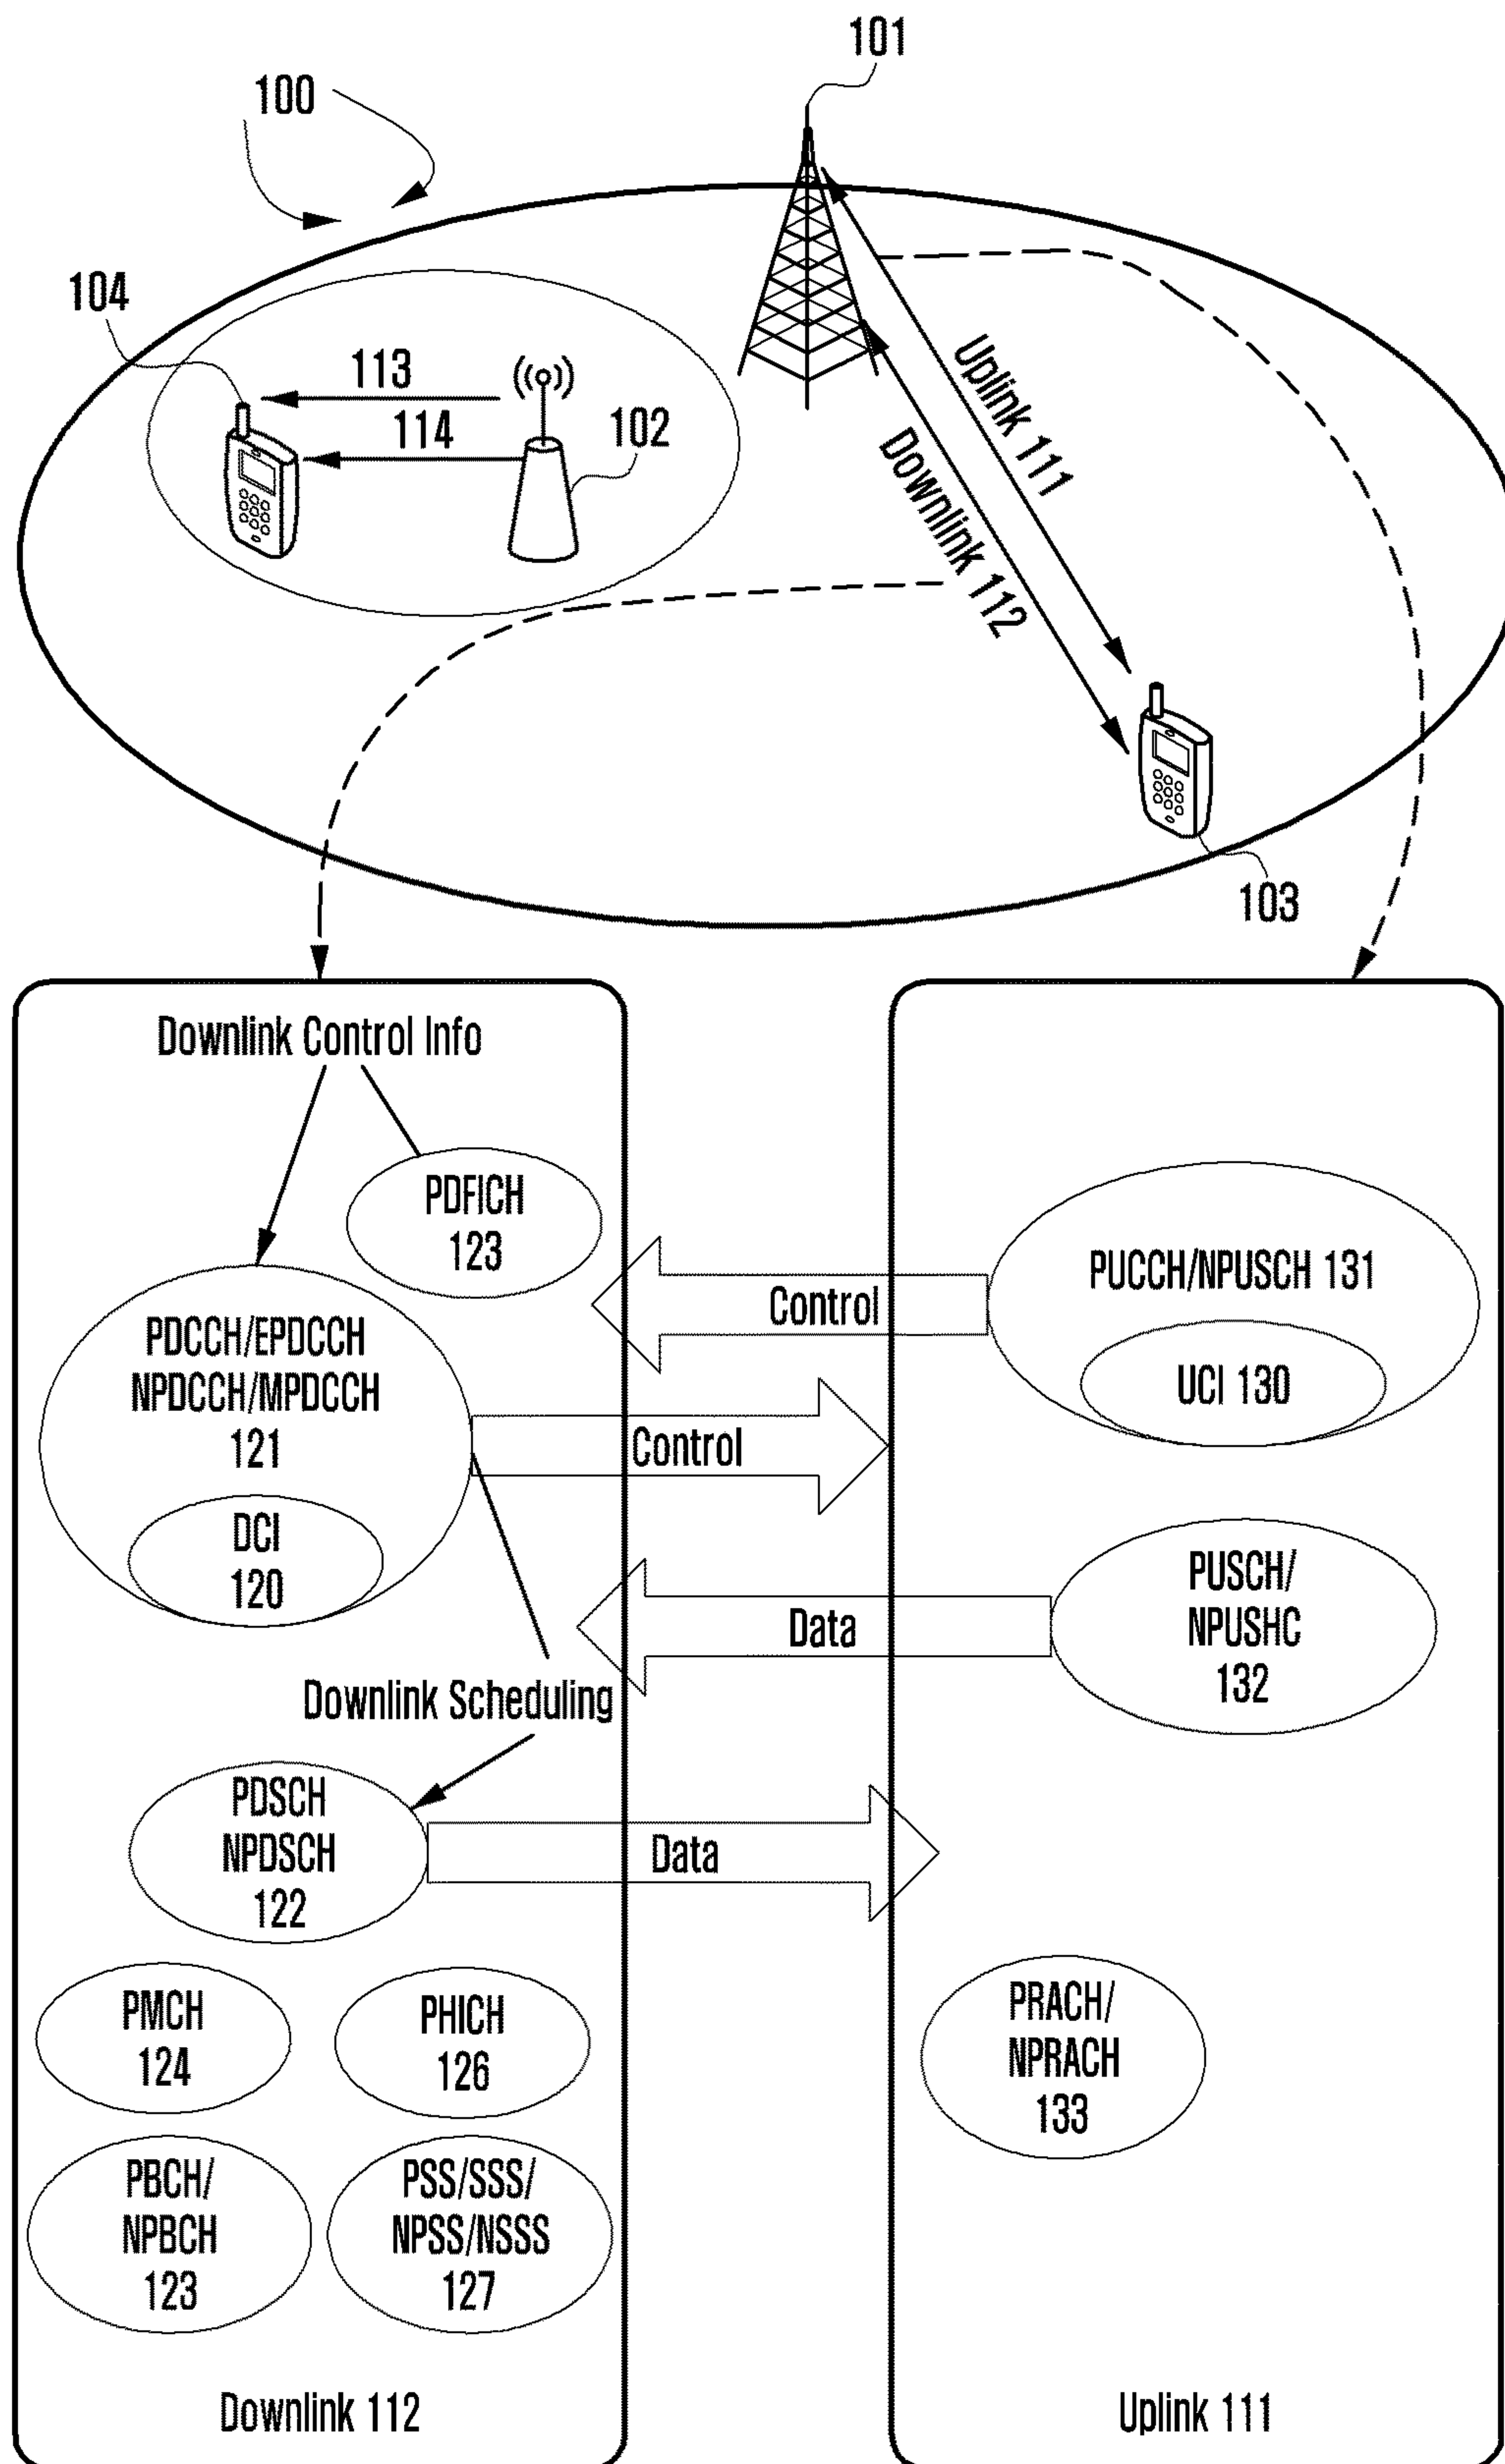 101
100
104
113
114
102
Uplink 111
Downlink 112
103
Downlink Control Info
PDFICH
123
PDCCH/EPDCCH
NPDCCH/MPDCCH
121
DCI
120
Control
Control
PUCCH/NPUSCH 131
UCI 130
Data
PUSCH/
NPUSHC
132
Downlink Scheduling
PDSCH
NPDSCH
122
Data
PMCH
124
PHICH
126
PRACH/
NPRACH
133
PBCH/
NPBCH
123
PSS/SSS/
NPSS/NSSS
127
Downlink 112
Uplink 111